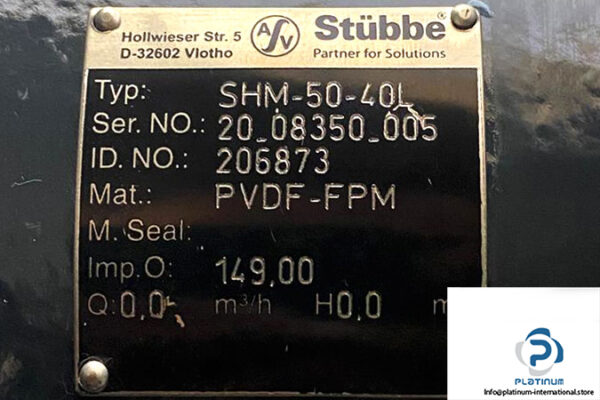 Hollwieser Str. 5
D-32602 Vlotho
ASV
Stübbe
Partner for Solutions
Typ: SHM-50-40L
Ser. NO.: 20_08350_005
ID. NO.: 206873
Mat.: PVDF-FPM
M. Seal:
Imp.O: 149,00
Q: 0,0 m³/h H0,0 m
PLATINUM
platinum-international.store